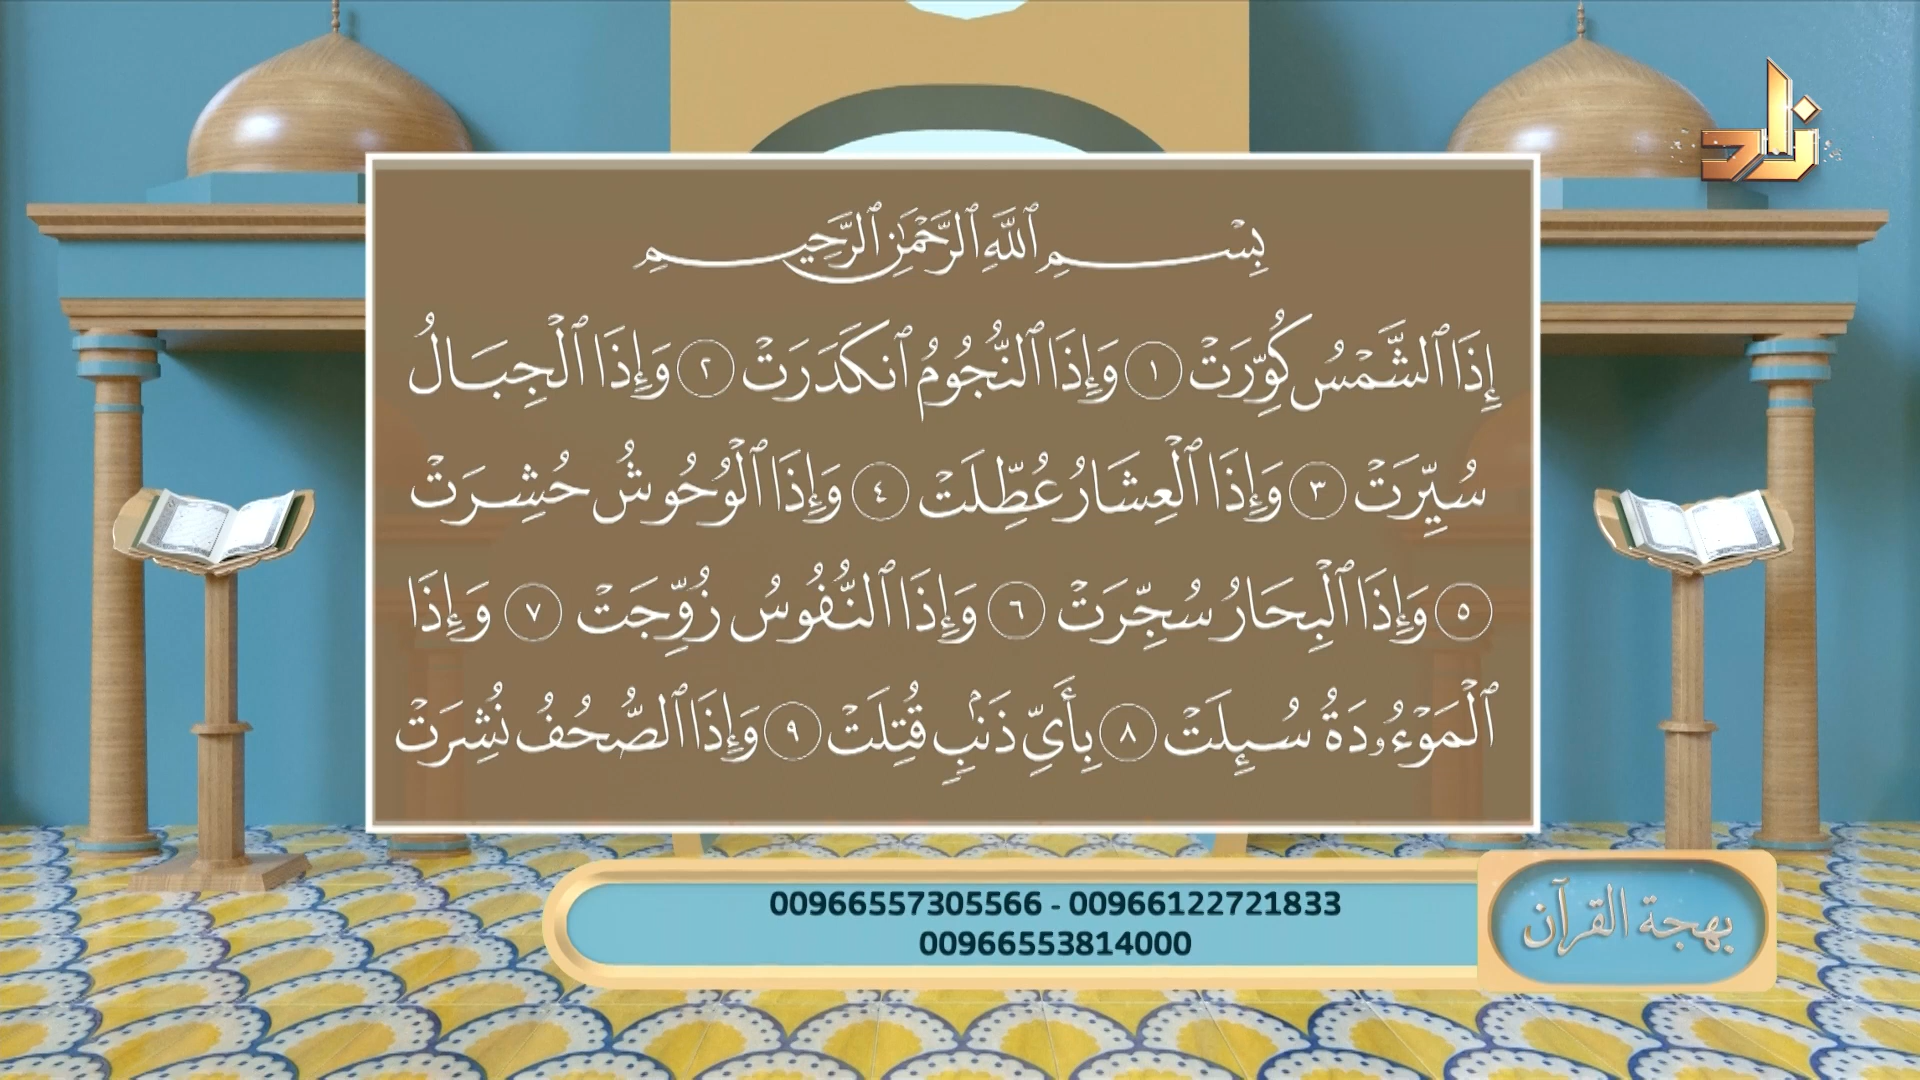 زاد
بِسْمِ ٱللَّهِ ٱلرَّحْمَٰنِ ٱلرَّحِيمِ
إِذَا ٱلشَّمْسُ كُوِّرَتْ ١ وَإِذَا ٱلنُّجُومُ ٱنكَدَرَتْ ٢ وَإِذَا ٱلْجِبَالُ
سُيِّرَتْ ٣ وَإِذَا ٱلْعِشَارُ عُطِّلَتْ ٤ وَإِذَا ٱلْوُحُوشُ حُشِرَتْ
٥ وَإِذَا ٱلْبِحَارُ سُجِّرَتْ ٦ وَإِذَا ٱلنُّفُوسُ زُوِّجَتْ ٧ وَإِذَا
ٱلْمَوْءُۥدَةُ سُئِلَتْ ٨ بِأَيِّ ذَنۢبٍ قُتِلَتْ ٩ وَإِذَا ٱلصُّحُفُ نُشِرَتْ
00966557305566 - 00966122721833
00966553814000
بهجة القرآن